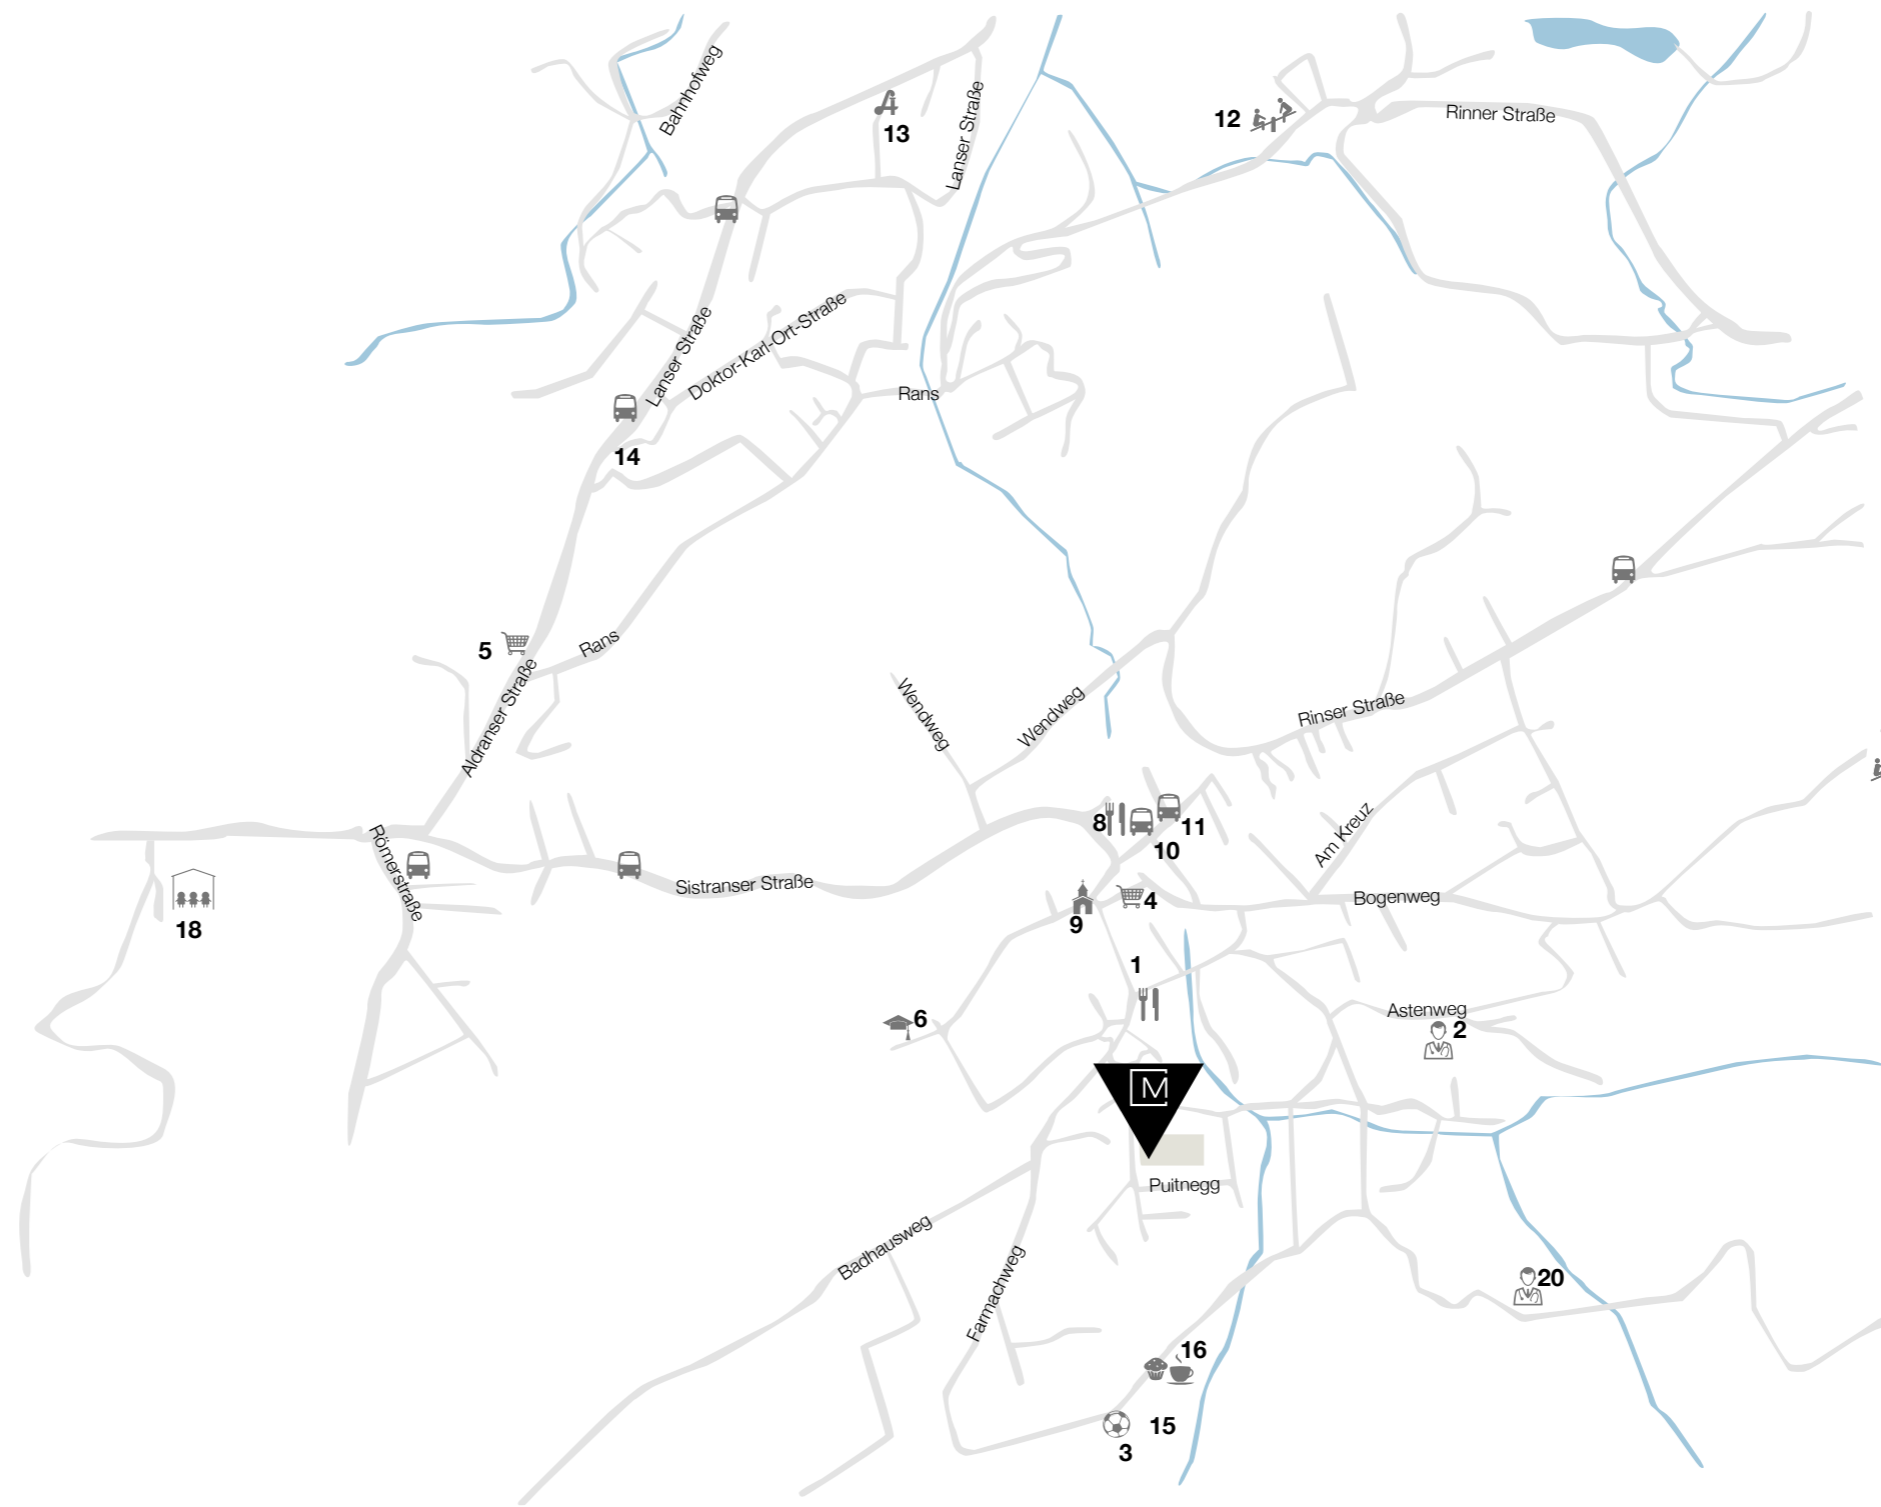 Bahnhofweg
13
Lanser Straße
12
Rinner Straße
Lanser Straße
Doktor-Karl-Ort-Straße
Rans
14
5
Rans
Aldranser Straße
Wendweg
Wendweg
Rinser Straße
8
11
10
Am Kreuz
Römerstraße
Sistranser Straße
4
Bogenweg
9
18
1
6
Astenweg
2
M
Puitnegg
Badhausweg
Farmachweg
20
16
15
3